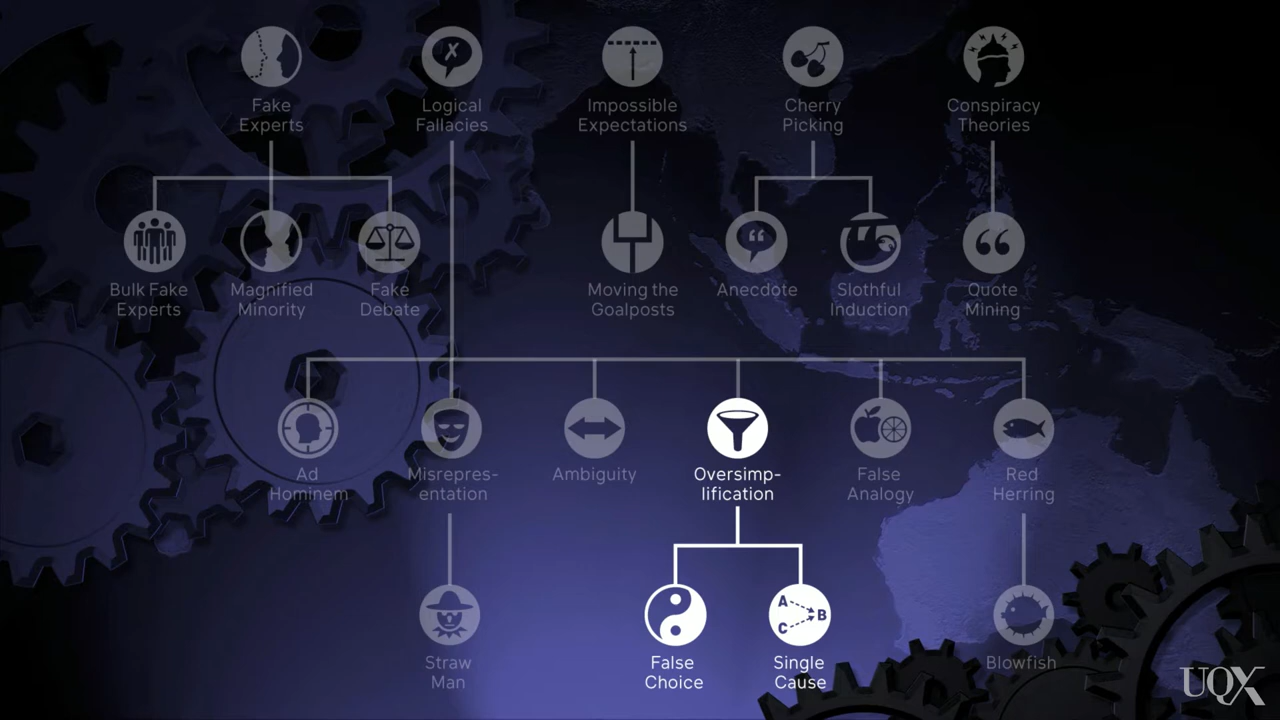 Fake
Experts
Logical
Fallacies
Impossible
Expectations
Cherry
Picking
Conspiracy
Theories
Bulk Fake
Experts
Magnified
Minority
Fake
Debate
Moving the
Goalposts
Anecdote
Slothful
Induction
Quote
Mining
Ad
Hominem
Misrepres-
entation
Ambiguity
Oversimp-
lification
False
Analogy
Red
Herring
Straw
Man
False
Choice
A
B
C
Single
Cause
Blowfish
UQX